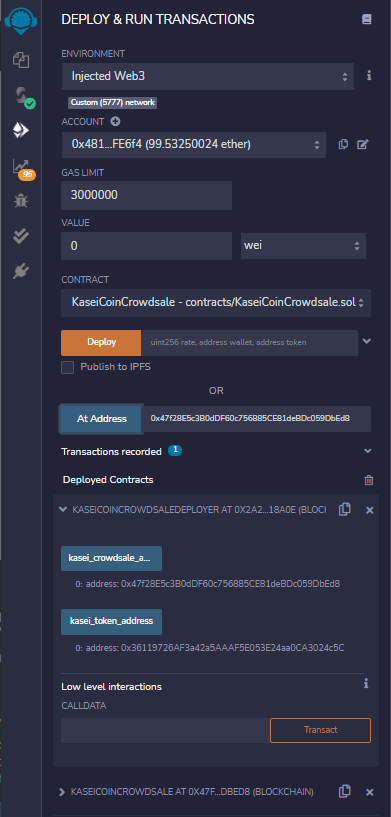 DEPLOY & RUN TRANSACTIONS
ENVIRONMENT
Injected Web3
Custom (5777) network
ACCOUNT
0x481...FE6f4 (99.53250024 ether)
GAS LIMIT
3000000
VALUE
0 wei
CONTRACT
KaseiCoinCrowdsale - contracts/KaseiCoinCrowdsale.sol
95
Deploy uint256 rate, address wallet, address token
Publish to IPFS
OR
At Address 0x47f28E5c3B0dDF60c756885CE81deBDc059DbEd8
Transactions recorded 1
Deployed Contracts
KASEICOINCROWDSALEDEPLOYER AT 0X2A2...18A0E (BLOCI
kasei_crowdsale_a...
0: address: 0x47f28E5c3B0dDF60c756885CE81deBDc059DbEd8
kasei_token_address
0: address: 0x36119726AF3a42a5AAAF5E053E24aa0CA3024c5C
Low level interactions
CALLDATA
Transact
KASEICOINCROWDSALE AT 0X47F...DBED8 (BLOCKCHAIN)